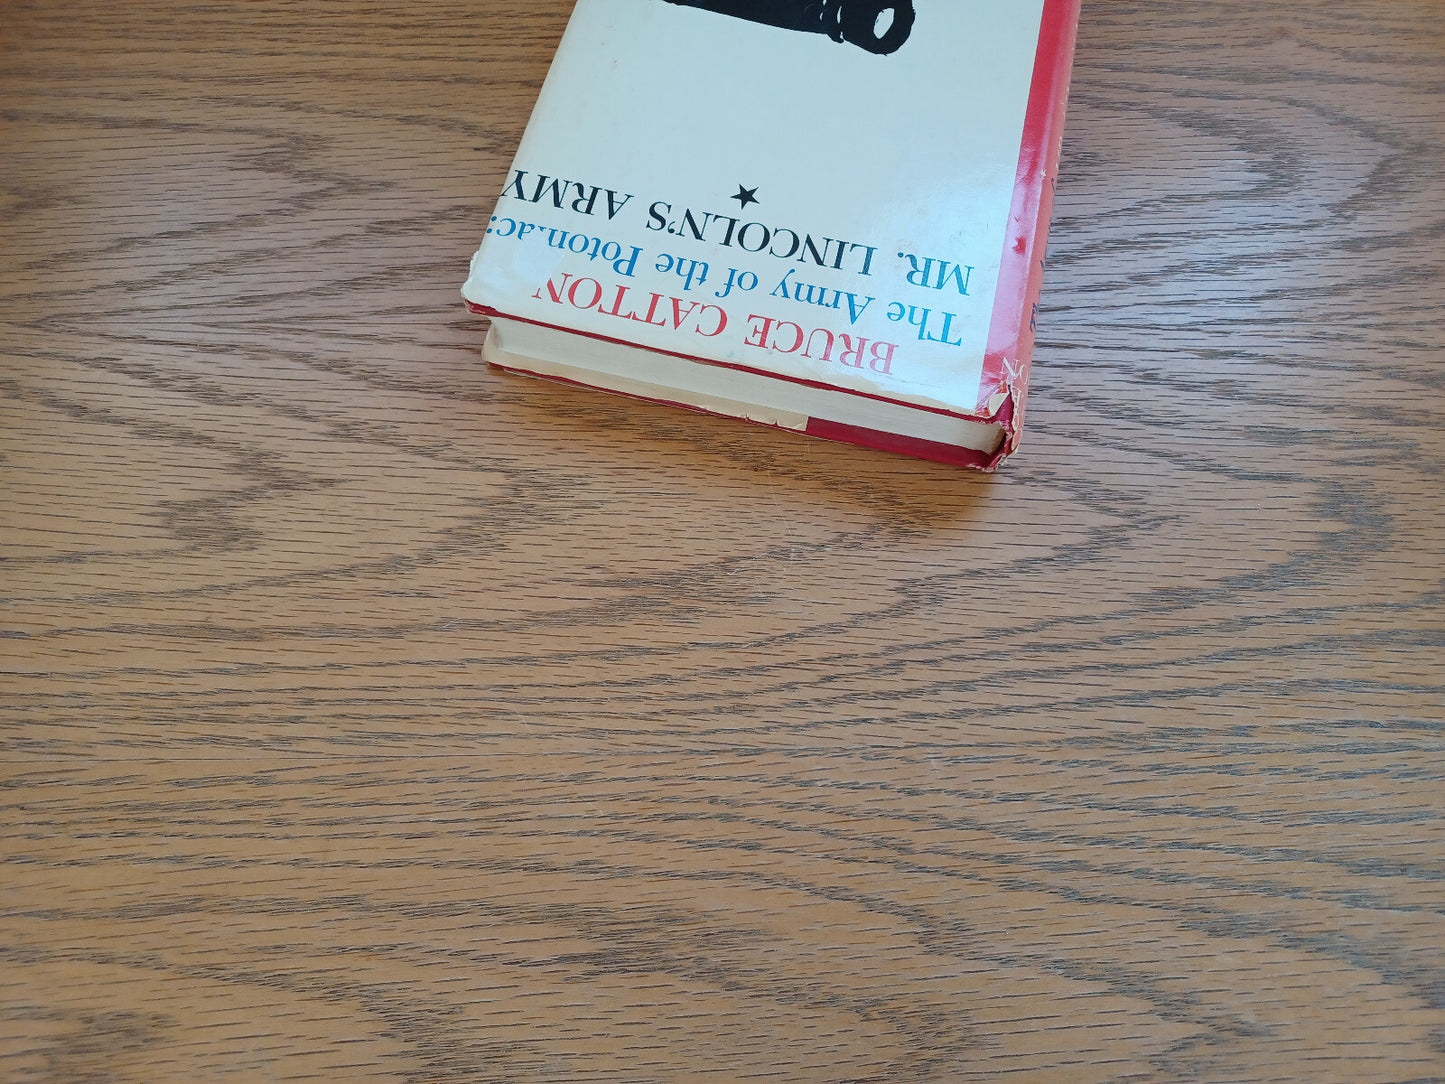 BRUCE CATTON
The Army of the Potomac:
MR. LINCOLN'S ARMY